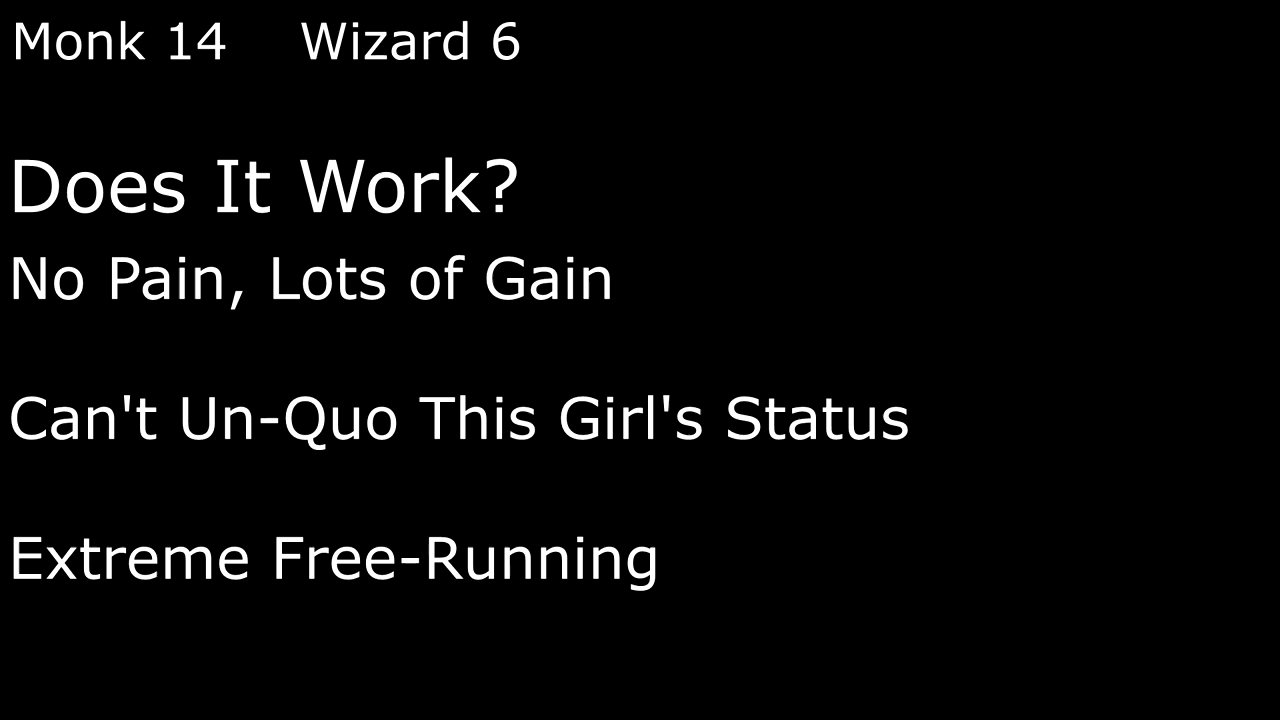 Monk 14 Wizard 6
Does It Work?
No Pain, Lots of Gain
Can't Un-Quo This Girl's Status
Extreme Free-Running